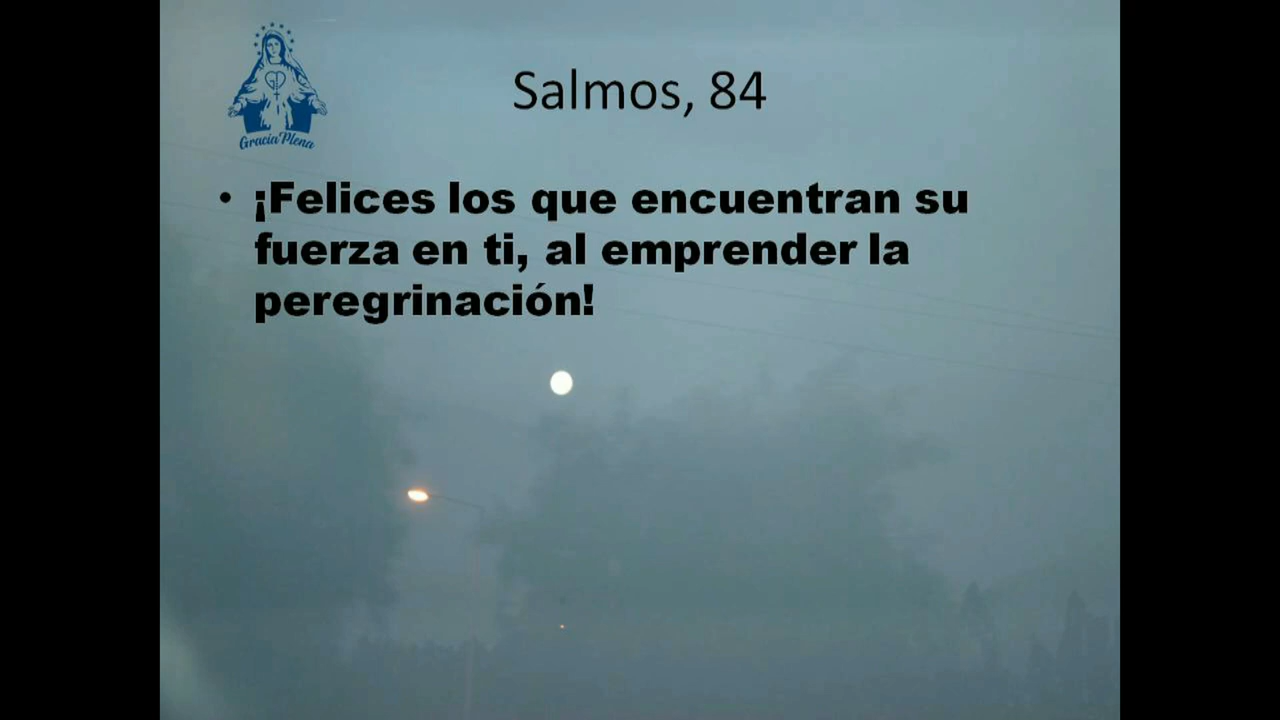 Salmos, 84
Gracia Plena
• ¡Felices los que encuentran su
fuerza en ti, al emprender la
peregrinación!